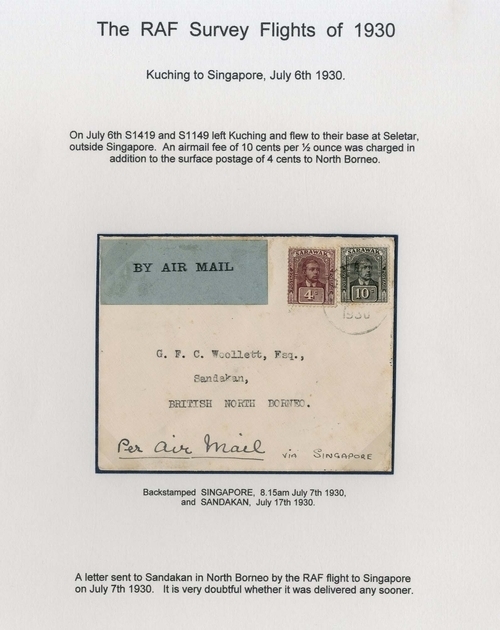 The RAF Survey Flights of 1930
Kuching to Singapore, July 6th 1930.
On July 6th S1419 and S1149 left Kuching and flew to their base at Seletar,
outside Singapore. An airmail fee of 10 cents per ½ ounce was charged in
addition to the surface postage of 4 cents to North Borneo.
BY AIR MAIL
SARAWAK
4c
SARAWAK
10c
1930
G. F. C. Woollett, Esq.,
Sandakan,
BRITISH NORTH BORNEO.
Per Air Mail
VIA SINGAPORE
Backstamped SINGAPORE, 8.15am July 7th 1930,
and SANDAKAN, July 17th 1930.
A letter sent to Sandakan in North Borneo by the RAF flight to Singapore
on July 7th 1930. It is very doubtful whether it was delivered any sooner.